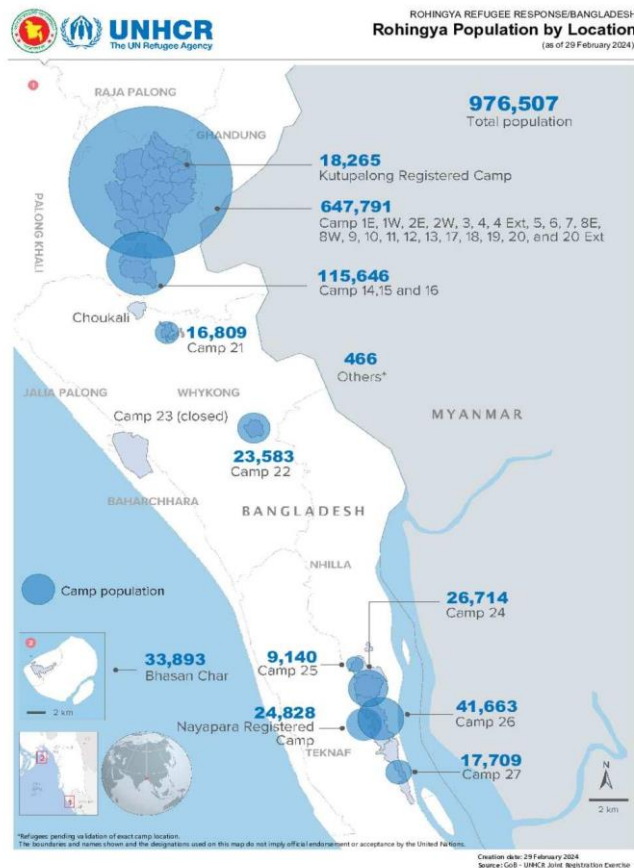 UNHCR
The UN Refugee Agency
ROHINGYA REFUGEE RESPONSE/BANGLADESH
Rohingya Population by Location
(as of 29 February 2024)
1
RAJA PALONG
976,507
Total population
GHANDUNG
18,265
Kutupalong Registered Camp
647,791
Camp 1E, 1W, 2E, 2W, 3, 4, 4 Ext, 5, 6, 7, 8E,
8W, 9, 10, 11, 12, 13, 17, 18, 19, 20, and 20 Ext
PALONG KHALI
115,646
Camp 14,15 and 16
Choukali
16,809
Camp 21
466
Others*
JALIA PALONG
WHYKONG
MYANMAR
Camp 23 (closed)
23,583
Camp 22
BAHARCHHARA
BANGLADESH
NHILLA
Camp population
26,714
Camp 24
2
33,893
Bhasan Char
2 km
9,140
Camp 25
24,828
Nayapara Registered
Camp
41,663
Camp 26
TEKNAF
17,709
Camp 27
2
1
N
2 km
*Refugees pending validation of exact camp location.
The boundaries and names shown and the designations used on this map do not imply official endorsement or acceptance by the United Nations.
Creation date: 29 February 2024
Source: GoB - UNHCR Joint Registration Exercise